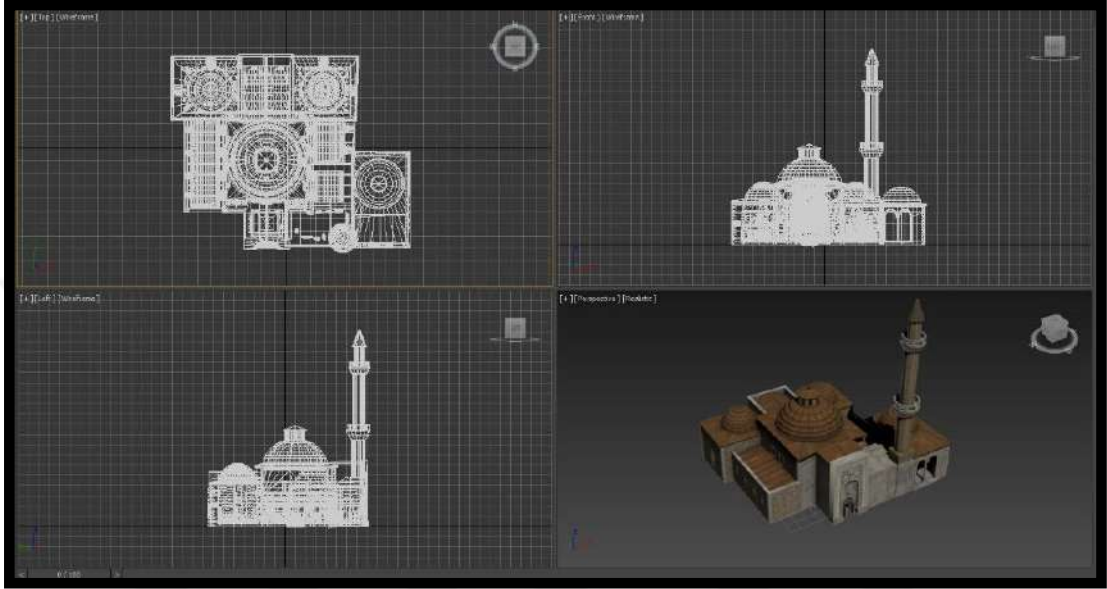 [+][Top][Wireframe]
[+][Front][Wireframe]
[+][Left][Wireframe]
[+][Perspective][Realistic]
< 0 / 100 >